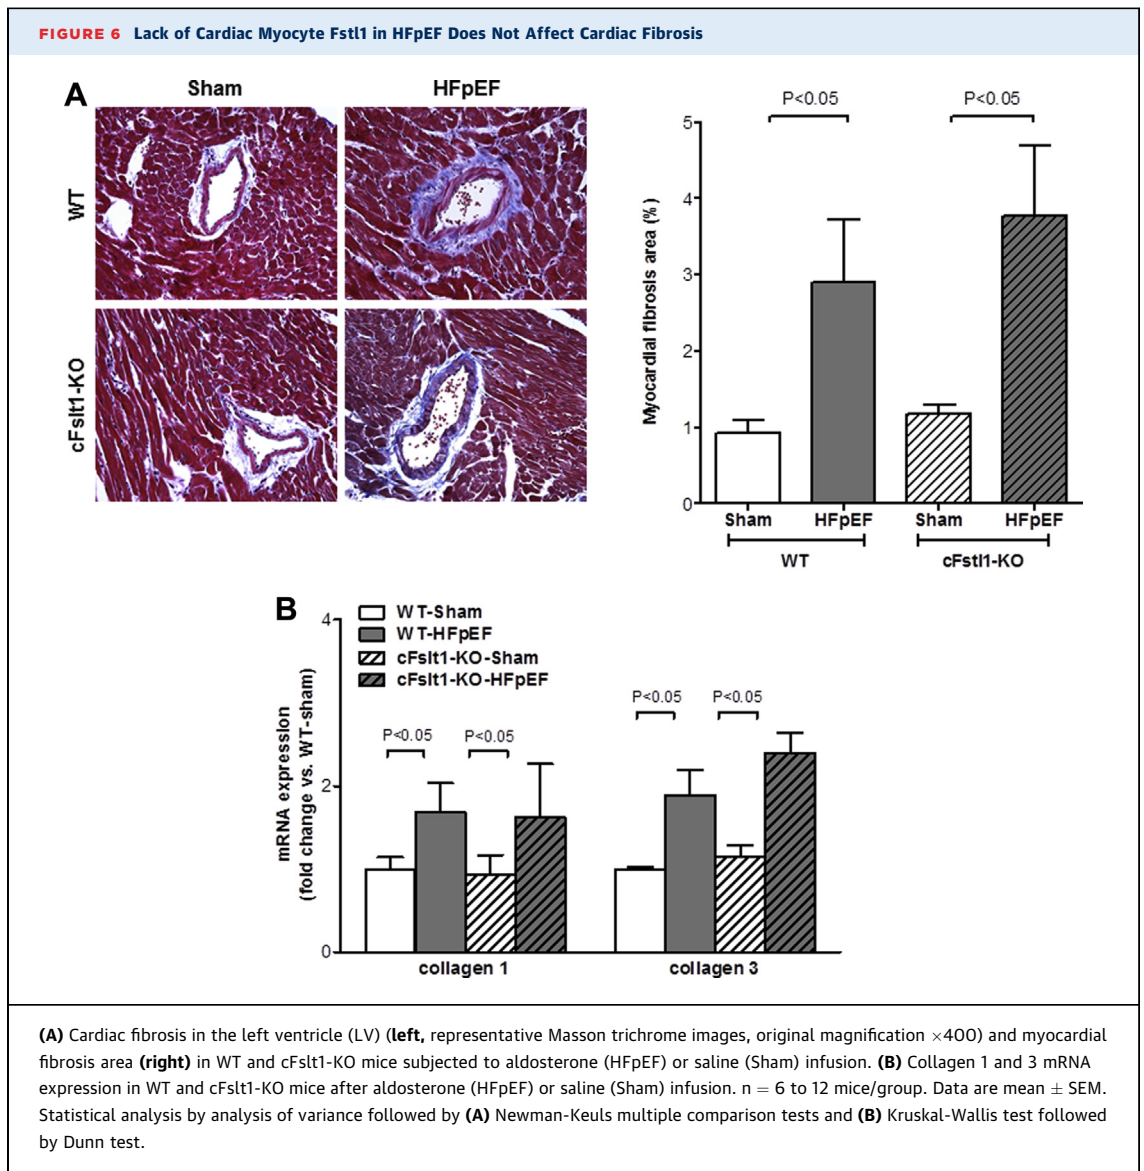 FIGURE 6 Lack of Cardiac Myocyte Fstl1 in HFpEF Does Not Affect Cardiac Fibrosis
A
Sham
HFpEF
WT
cFslt1-KO
P<0.05
P<0.05
Myocardial fibrosis area (%)
5
4
3
2
1
0
Sham
HFpEF
Sham
HFpEF
WT
cFstl1-KO
B
WT-Sham
WT-HFpEF
cFslt1-KO-Sham
cFslt1-KO-HFpEF
mRNA expression
(fold change vs. WT-sham)
4
2
0
P<0.05
P<0.05
P<0.05
P<0.05
collagen 1
collagen 3
(A) Cardiac fibrosis in the left ventricle (LV) (left, representative Masson trichrome images, original magnification ×400) and myocardial
fibrosis area (right) in WT and cFslt1-KO mice subjected to aldosterone (HFpEF) or saline (Sham) infusion. (B) Collagen 1 and 3 mRNA
expression in WT and cFslt1-KO mice after aldosterone (HFpEF) or saline (Sham) infusion. n = 6 to 12 mice/group. Data are mean ± SEM.
Statistical analysis by analysis of variance followed by (A) Newman-Keuls multiple comparison tests and (B) Kruskal-Wallis test followed
by Dunn test.